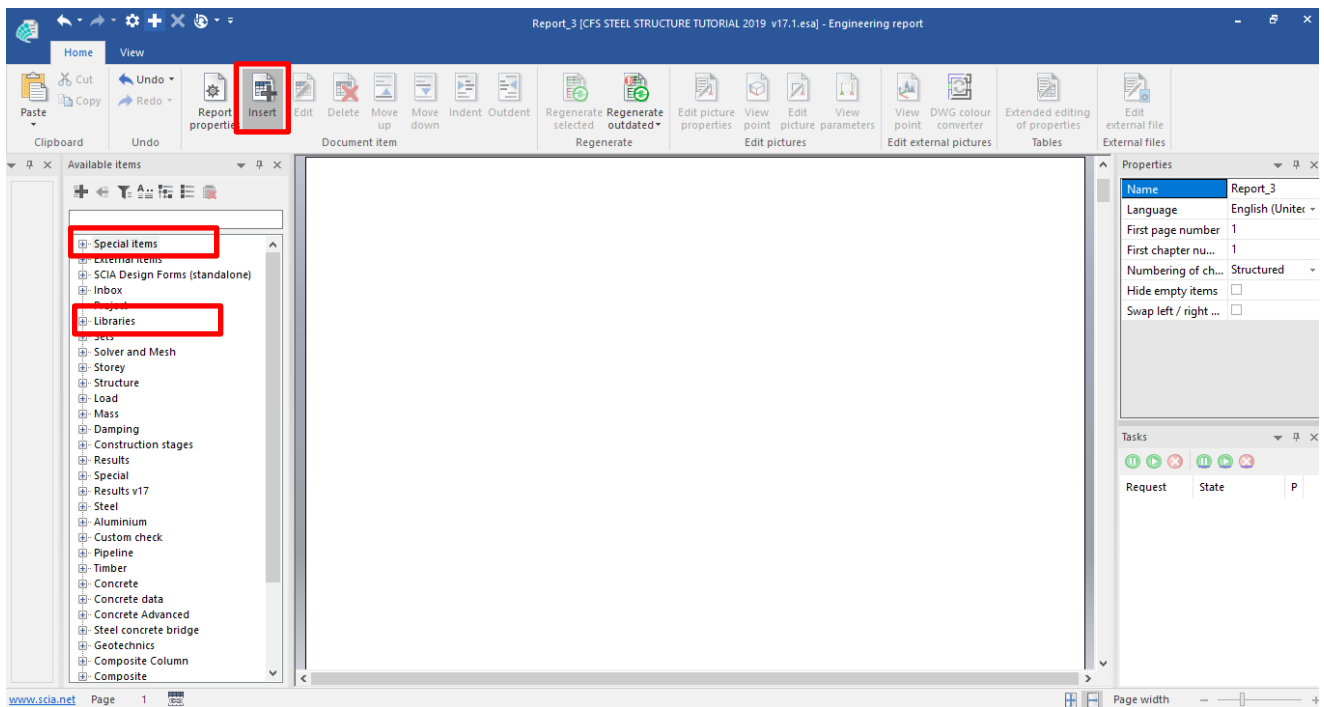 Report_3 [CFS STEEL STRUCTURE TUTORIAL 2019 v17.1.esa] - Engineering report
Home View
Paste
Cut
Copy
Clipboard
Undo
Redo
Undo
Report properties
Insert
Edit
Delete
Move up
Move down
Indent
Outdent
Document item
Regenerate selected
Regenerate outdated
Regenerate
Edit picture properties
View point
Edit picture
View parameters
Edit pictures
View point
DWG colour converter
Edit external pictures
Extended editing of properties
Tables
Edit external file
External files
Available items
Special items
External items
SCIA Design Forms (standalone)
Inbox
Project
Libraries
Sets
Solver and Mesh
Storey
Structure
Load
Mass
Damping
Construction stages
Results
Special
Results v17
Steel
Aluminium
Custom check
Pipeline
Timber
Concrete
Concrete data
Concrete Advanced
Steel concrete bridge
Geotechnics
Composite Column
Composite
Properties
Name Report_3
Language English (Unitec
First page number 1
First chapter nu... 1
Numbering of ch... Structured
Hide empty items
Swap left / right ...
Tasks
Request State P
www.scia.net Page 1
Page width